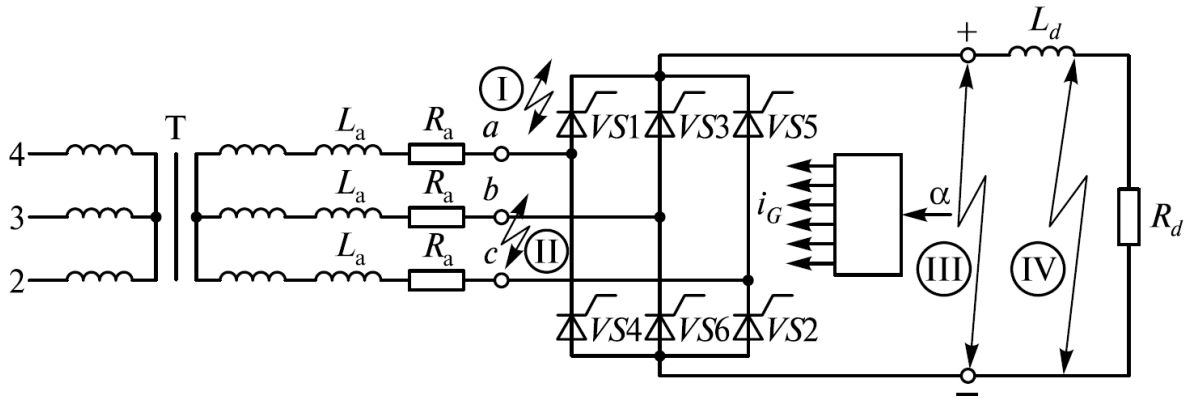 + L_d
I
T L_a R_a a VS1 VS3 VS5
4
L_a R_a b i_G α R_d
3
L_a R_a c II III IV
2
VS4 VS6 VS2
−